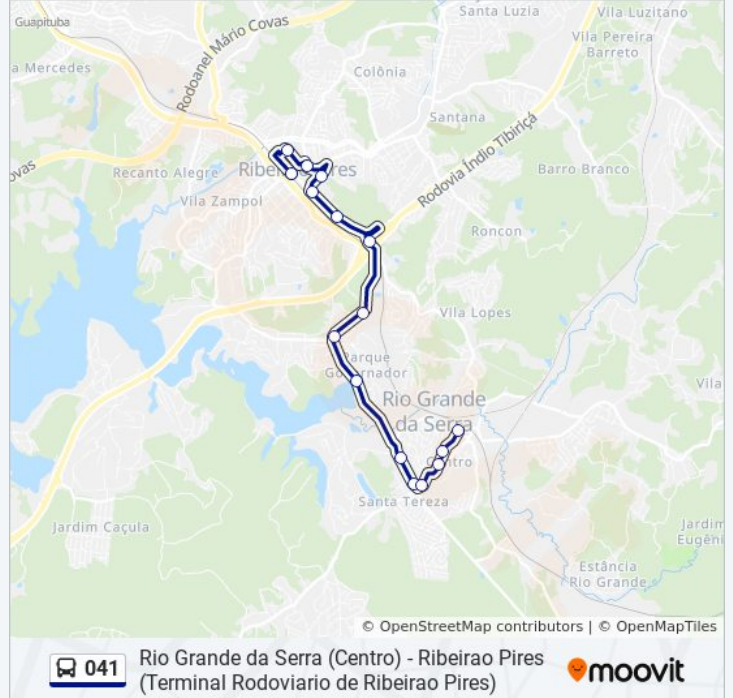 Santa Luzia
Vila Luzitano
Guapituba
Rodoanel Mário Covas
Vila Pereira
Barreto
a Mercedes
Colônia
Santana
Rodovia Índio Tibiriçá
ovas
Recanto Alegre
Barro Branco
Vila Zampol
Roncon
Vila Lopes
Parque
Governador
Vila
Rio Grande
da Serra
Centro
Santa Tereza
Jardim Caçula
Jardim
Eugêni
Estância
Rio Grande
© OpenStreetMap contributors | © OpenMapTiles
041
Rio Grande da Serra (Centro) - Ribeirao Pires
(Terminal Rodoviario de Ribeirao Pires)
moovit